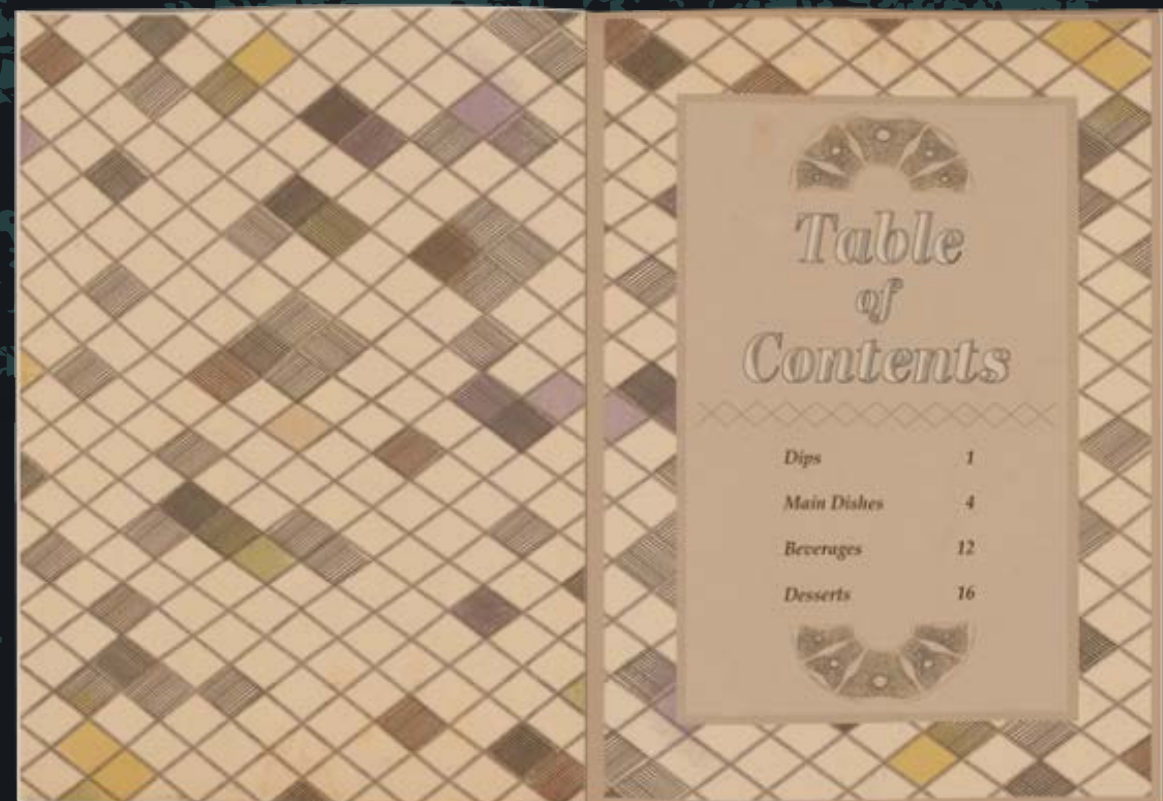 Table
of
Contents
Dips 1
Main Dishes 4
Beverages 12
Desserts 16